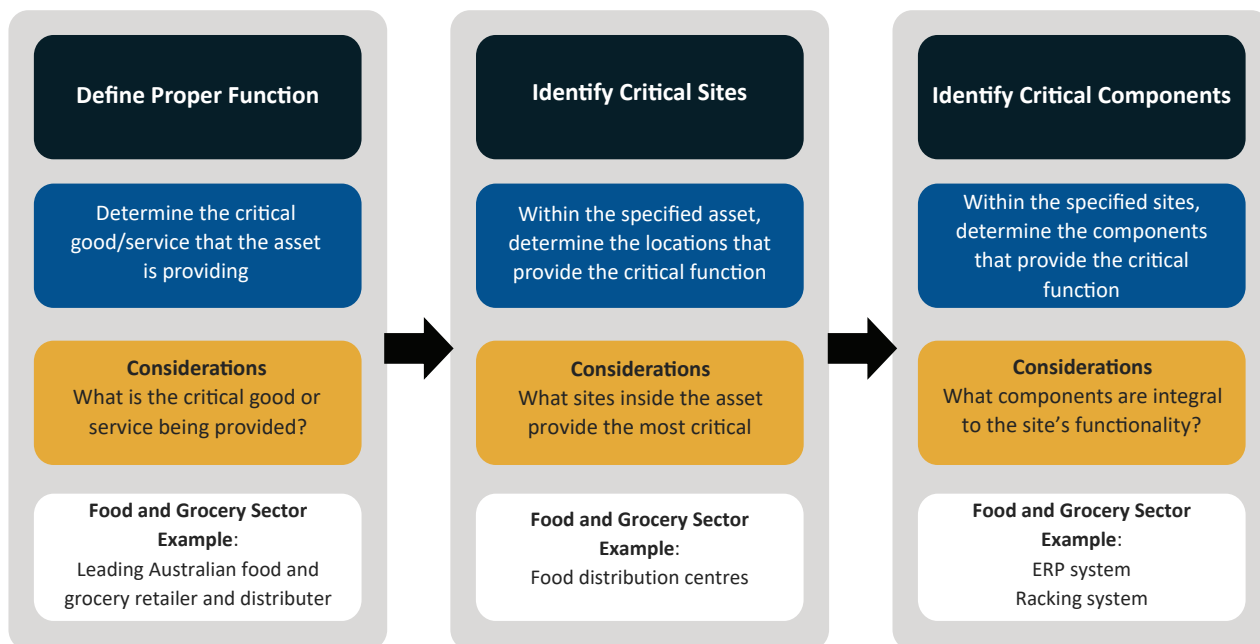 Define Proper Function
Determine the critical
good/service that the asset
is providing
Considerations
What is the critical good or
service being provided?
Food and Grocery Sector
Example:
Leading Australian food and
grocery retailer and distributer
Identify Critical Sites
Within the specified asset,
determine the locations that
provide the critical function
Considerations
What sites inside the asset
provide the most critical
Food and Grocery Sector
Example:
Food distribution centres
Identify Critical Components
Within the specified sites,
determine the components
that provide the critical
function
Considerations
What components are integral
to the site’s functionality?
Food and Grocery Sector
Example:
ERP system
Racking system